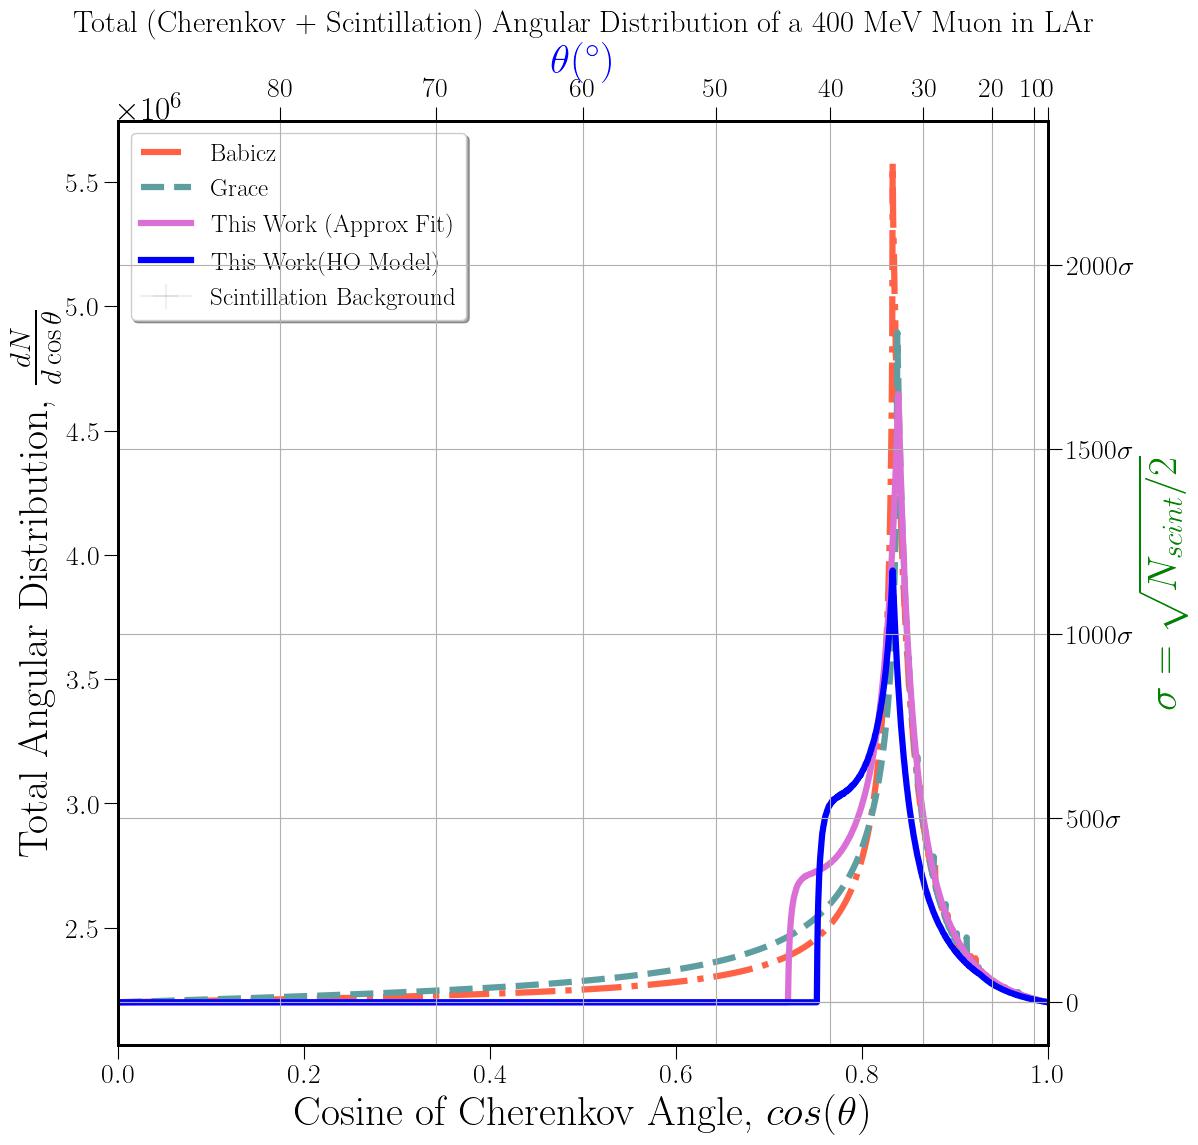 Total (Cherenkov + Scintillation) Angular Distribution of a 400 MeV Muon in LAr
θ(°)
80 70 60 50 40 30 20 10 0
×10⁶
Babicz
Grace
This Work (Approx Fit)
This Work(HO Model)
Scintillation Background
5.5
5.0
4.5
4.0
3.5
3.0
2.5
Total Angular Distribution, dN/d cos θ
2000σ
1500σ
1000σ
500σ
0
σ = √N_scint/2
0.0 0.2 0.4 0.6 0.8 1.0
Cosine of Cherenkov Angle, cos(θ)